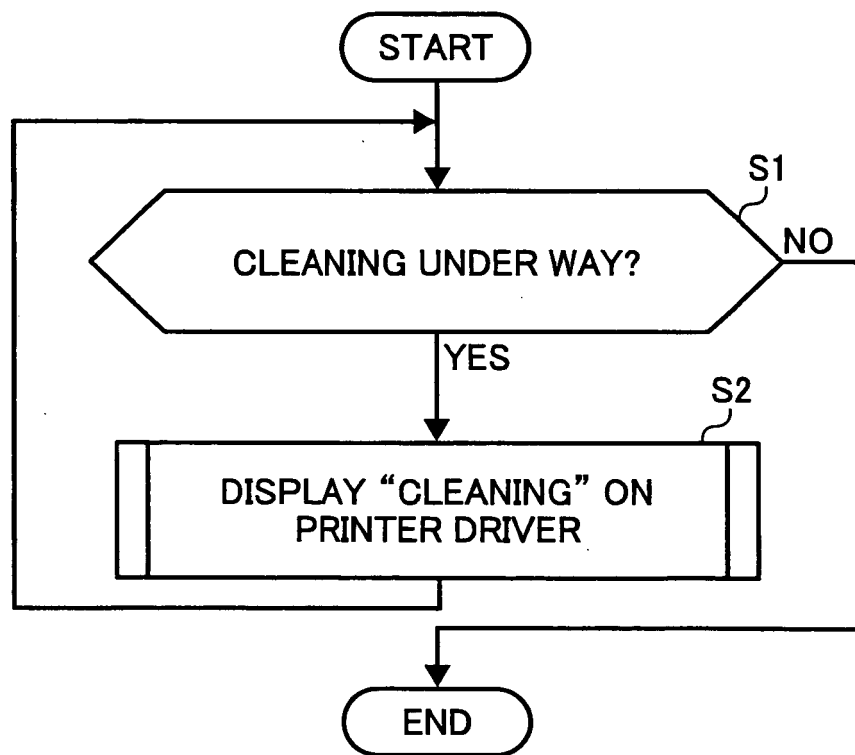 START
S1
CLEANING UNDER WAY?
NO
YES
S2
DISPLAY “CLEANING” ON
PRINTER DRIVER
END